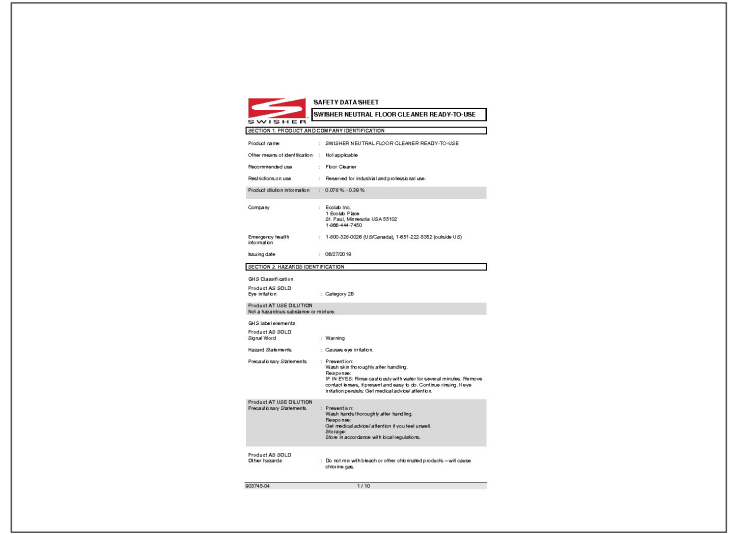 SAFETY DATA SHEET
SWISHER NEUTRAL FLOOR CLEANER READY-TO-USE
SWISHER
SECTION 1. PRODUCT AND COMPANY IDENTIFICATION
Product name : SWISHER NEUTRAL FLOOR CLEANER READY-TO-USE
Other means of identification : Not applicable
Recommended use : Floor Cleaner
Restrictions on use : Reserved for industrial and professional use.
Product dilution information : 0.078 % - 0.39 %
Company : Ecolab Inc.
1 Ecolab Place
St. Paul, Minnesota USA 55102
1-866-444-7450
Emergency health information : 1-800-328-0026 (US/Canada), 1-651-222-5352 (outside US)
Issuing date : 08/27/2019
SECTION 2. HAZARDS IDENTIFICATION
GHS Classification
Product AS SOLD
Eye irritation : Category 2B
Product AT USE DILUTION
Not a hazardous substance or mixture.
GHS label elements
Product AS SOLD
Signal Word : Warning
Hazard Statements : Causes eye irritation.
Precautionary Statements : Prevention:
Wash skin thoroughly after handling.
Response:
IF IN EYES: Rinse cautiously with water for several minutes. Remove
contact lenses, if present and easy to do. Continue rinsing. If eye
irritation persists: Get medical advice/ attention.
Product AT USE DILUTION
Precautionary Statements : Prevention:
Wash hands thoroughly after handling.
Response:
Get medical advice/ attention if you feel unwell.
Storage:
Store in accordance with local regulations.
Product AS SOLD
Other hazards : Do not mix with bleach or other chlorinated products – will cause
chlorine gas.
903745-04 1 / 10